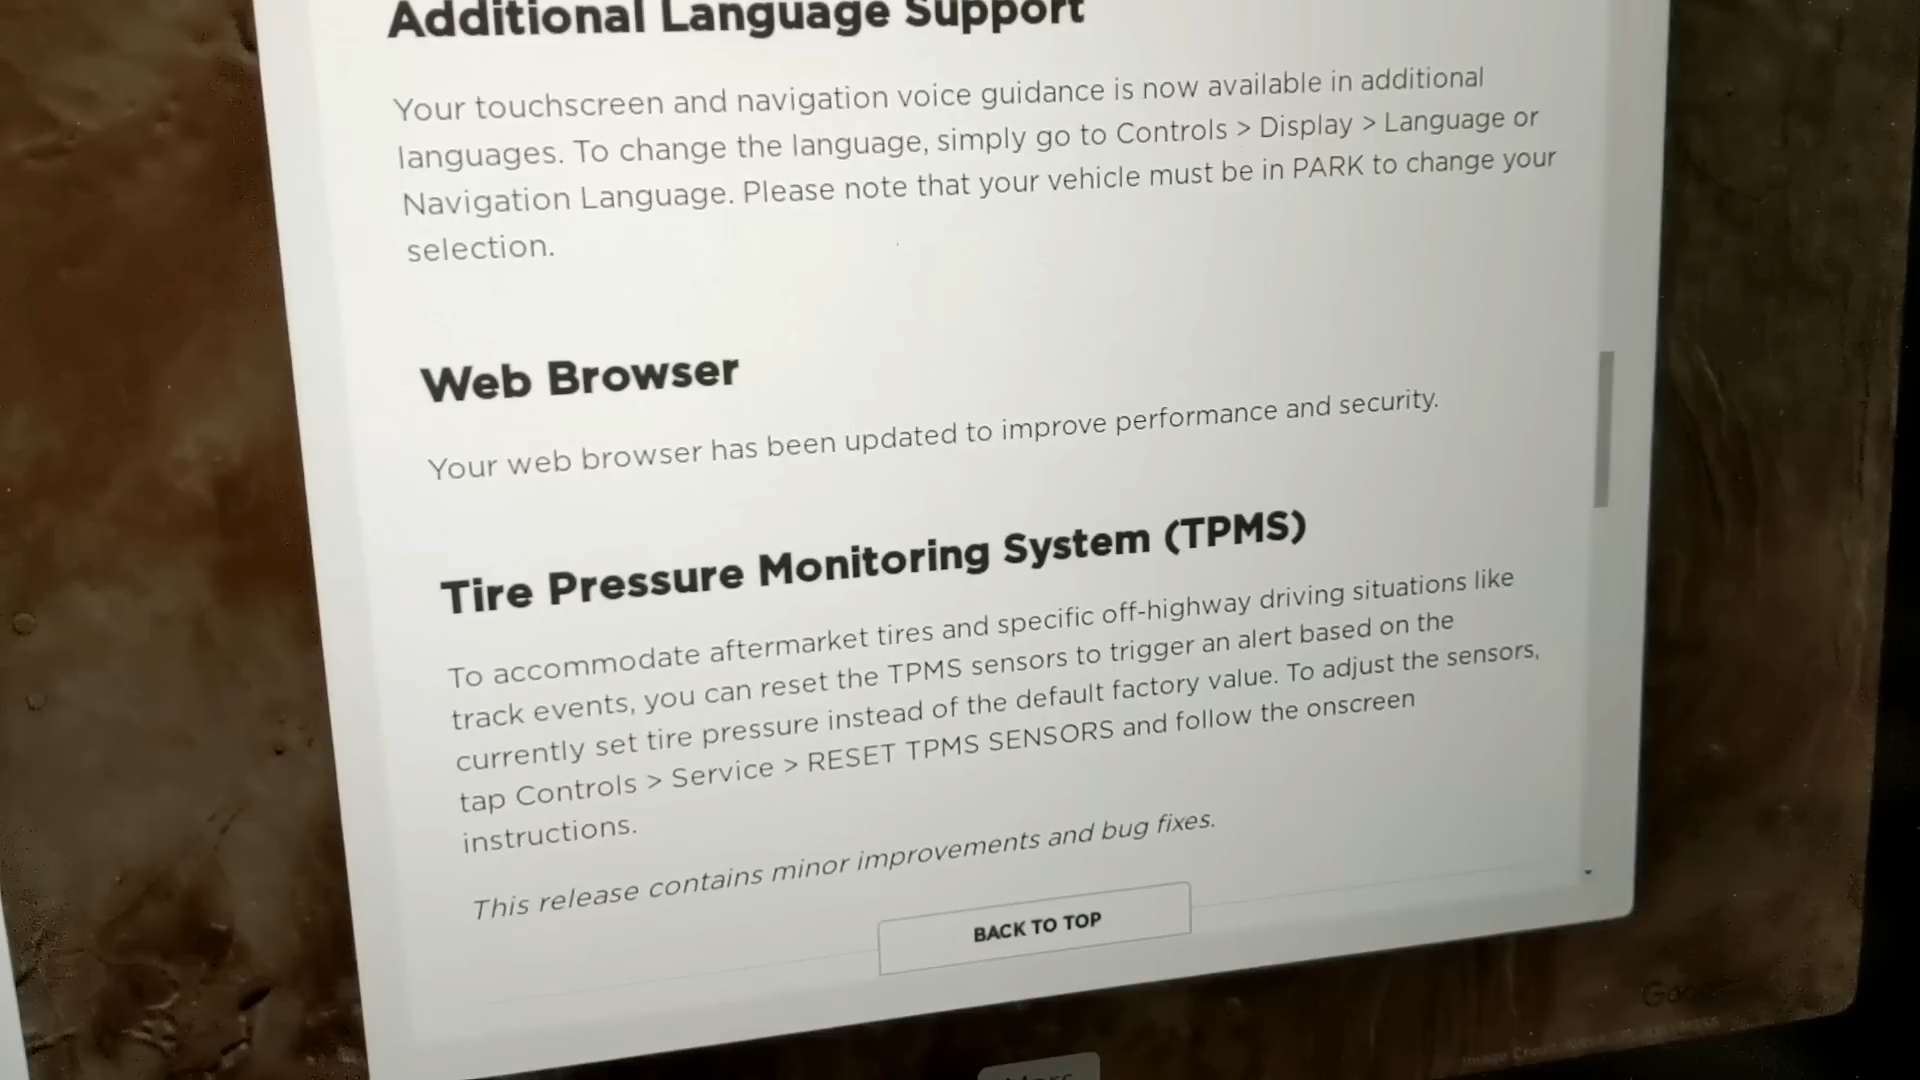 Additional Language Support
Your touchscreen and navigation voice guidance is now available in additional
languages. To change the language, simply go to Controls > Display > Language or
Navigation Language. Please note that your vehicle must be in PARK to change your
selection.
Web Browser
Your web browser has been updated to improve performance and security.
Tire Pressure Monitoring System (TPMS)
To accommodate aftermarket tires and specific off-highway driving situations like
track events, you can reset the TPMS sensors to trigger an alert based on the
currently set tire pressure instead of the default factory value. To adjust the sensors,
tap Controls > Service > RESET TPMS SENSORS and follow the onscreen
instructions.
This release contains minor improvements and bug fixes.
BACK TO TOP
Image Credit